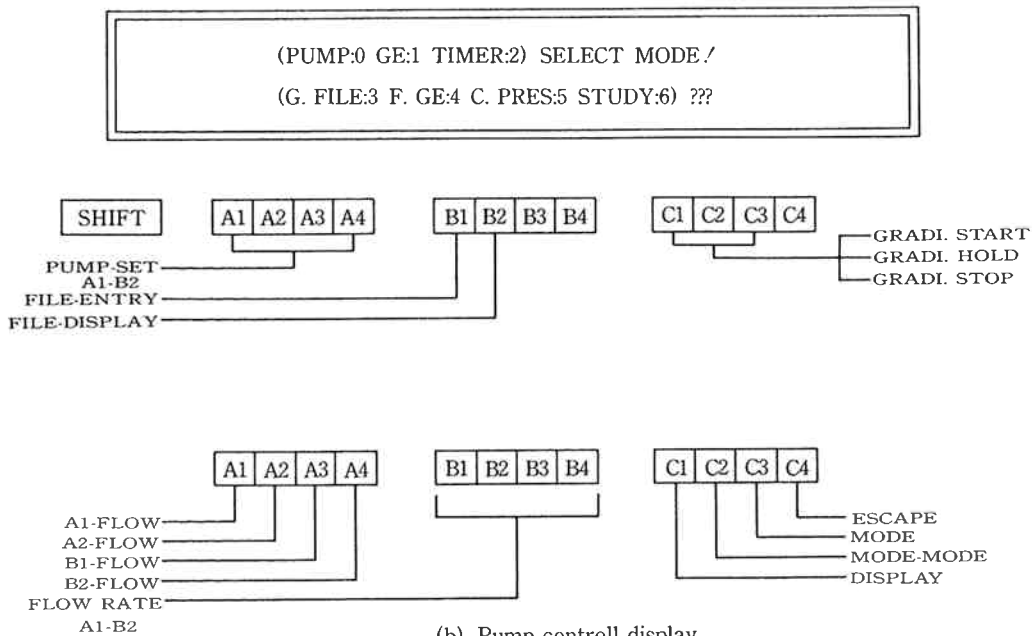 (PUMP:0 GE:1 TIMER:2) SELECT MODE!
(G. FILE:3 F. GE:4 C. PRES:5 STUDY:6) ???
SHIFT A1 A2 A3 A4 B1 B2 B3 B4 C1 C2 C3 C4
GRADI. START
GRADI. HOLD
GRADI. STOP
PUMP-SET
A1-B2
FILE-ENTRY
FILE-DISPLAY
A1 A2 A3 A4 B1 B2 B3 B4 C1 C2 C3 C4
A1-FLOW
A2-FLOW
B1-FLOW
B2-FLOW
FLOW RATE
A1-B2
ESCAPE
MODE
MODE-MODE
DISPLAY
(b) Pump controll display